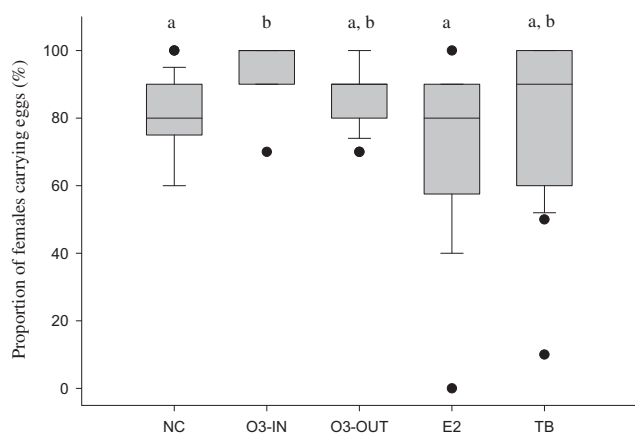 a b a, b a a, b
Proportion of females carrying eggs (%)
100
80
60
40
20
0
NC O3-IN O3-OUT E2 TB